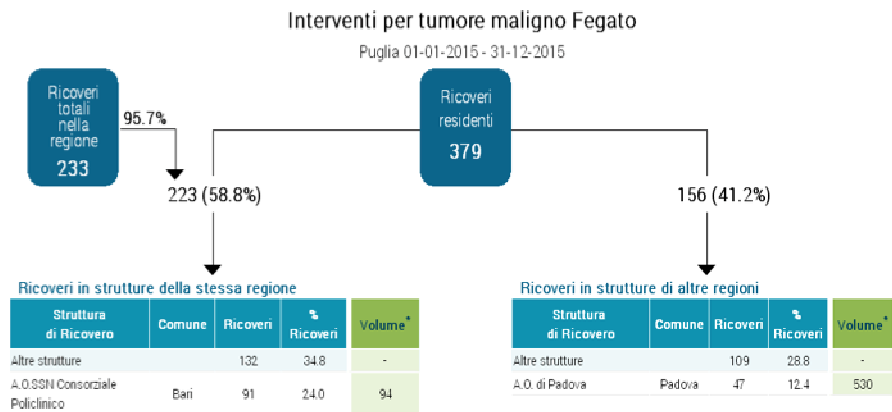 Interventi per tumore maligno Fegato
Puglia 01-01-2015 - 31-12-2015
Ricoveri
totali
nella
regione
233
95.7%
Ricoveri
residenti
379
223 (58.8%)
156 (41.2%)
Ricoveri in strutture della stessa regione
Struttura
di Ricovero
Comune
Ricoveri
%
Ricoveri
Volume*
Altre strutture 132 34.8 -
A.O.SSN Consorziale
Policlinico
Bari 91 24.0 94
Ricoveri in strutture di altre regioni
Struttura
di Ricovero
Comune
Ricoveri
%
Ricoveri
Volume*
Altre strutture 109 28.8 -
A.O. di Padova Padova 47 12.4 530